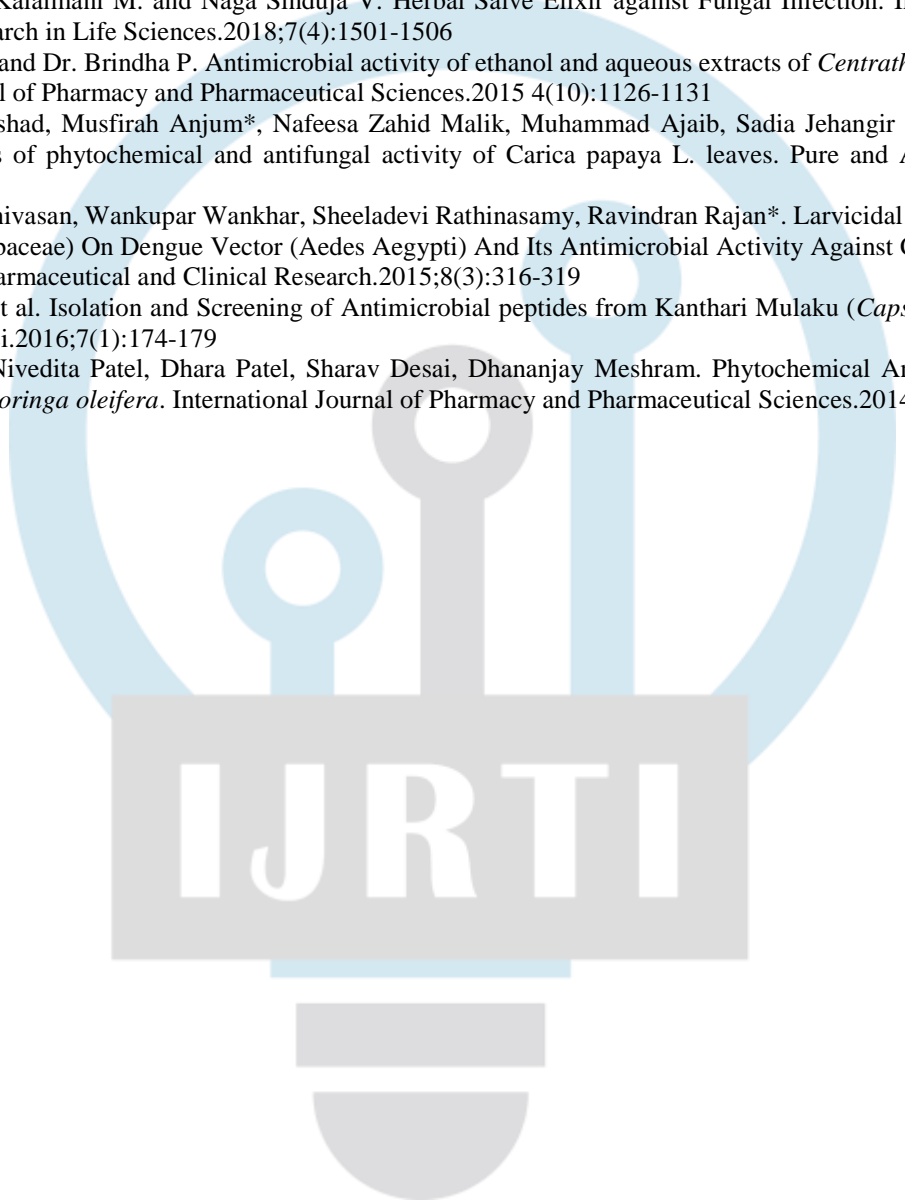 Kalaimani M. and Naga Sinduja V. Herbal Salve Elixir against Fungal Infection.
arch in Life Sciences.2018;7(4):1501-1506
and Dr. Brindha P. Antimicrobial activity of ethanol and aqueous extracts of Centrath
l of Pharmacy and Pharmaceutical Sciences.2015 4(10):1126-1131
shad, Musfirah Anjum*, Nafeesa Zahid Malik, Muhammad Ajaib, Sadia Jehangir
s of phytochemical and antifungal activity of Carica papaya L. leaves. Pure and A
nivasan, Wankupar Wankhar, Sheeladevi Rathinasamy, Ravindran Rajan*. Larvicidal
paceae) On Dengue Vector (Aedes Aegypti) And Its Antimicrobial Activity Against
armaceutical and Clinical Research.2015;8(3):316-319
t al. Isolation and Screening of Antimicrobial peptides from Kanthari Mulaku (Caps
i.2016;7(1):174-179
Nivedita Patel, Dhara Patel, Sharav Desai, Dhananjay Meshram. Phytochemical An
oringa oleifera. International Journal of Pharmacy and Pharmaceutical Sciences.2014
IJRTI